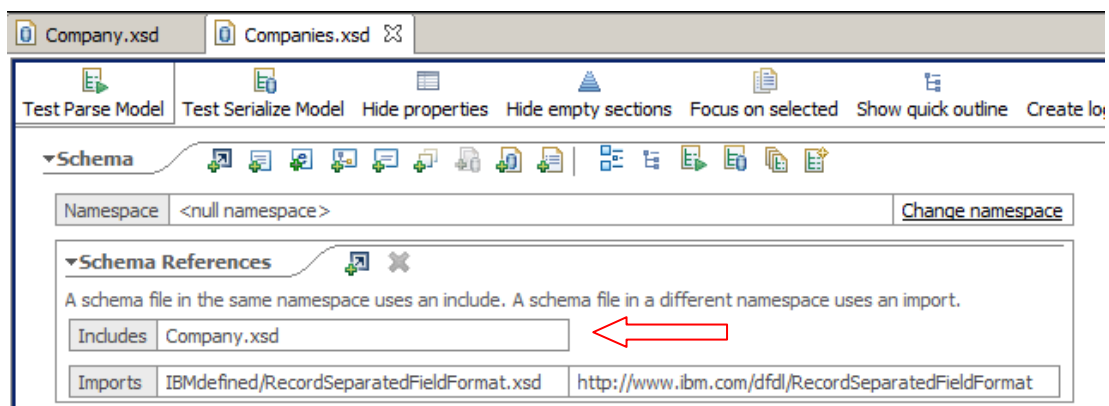 Company.xsd Companies.xsd
Test Parse Model Test Serialize Model Hide properties Hide empty sections Focus on selected Show quick outline Create log
Schema
Namespace <null namespace> Change namespace
Schema References
A schema file in the same namespace uses an include. A schema file in a different namespace uses an import.
Includes Company.xsd
Imports IBMdefined/RecordSeparatedFieldFormat.xsd http://www.ibm.com/dfdl/RecordSeparatedFieldFormat